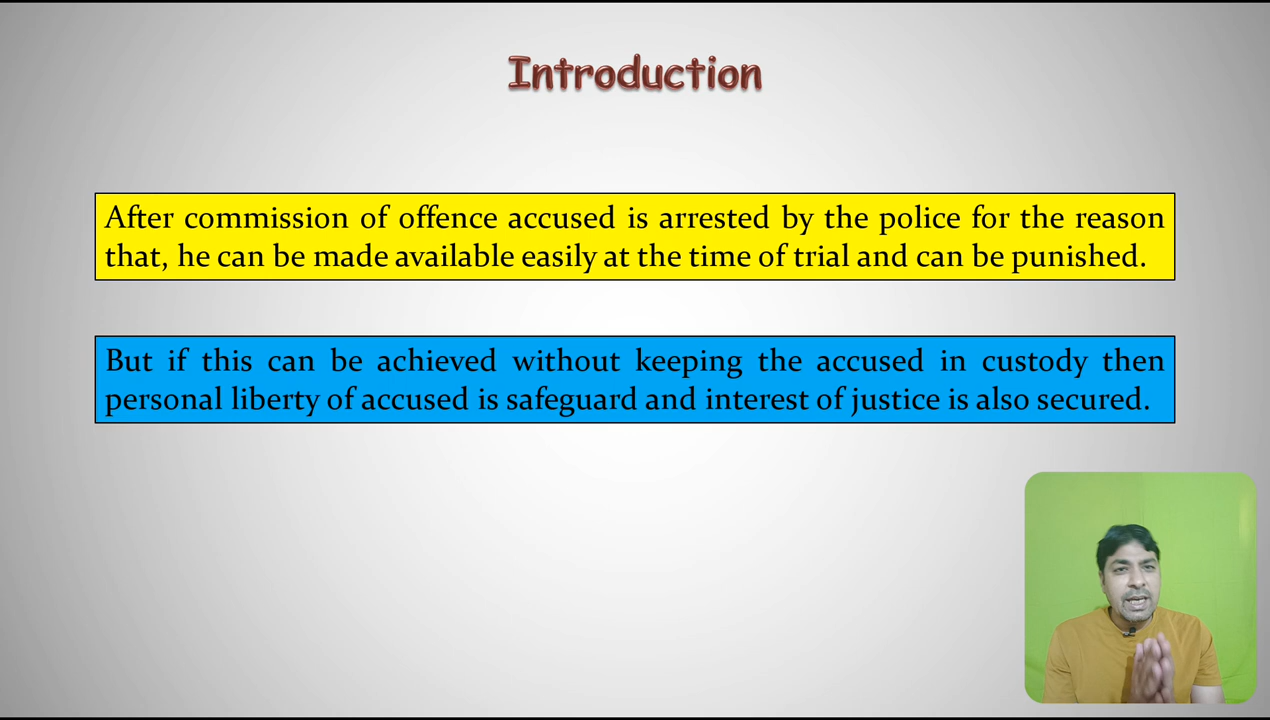 Introduction
After commission of offence accused is arrested by the police for the reason
that, he can be made available easily at the time of trial and can be punished.
But if this can be achieved without keeping the accused in custody then
personal liberty of accused is safeguard and interest of justice is also secured.